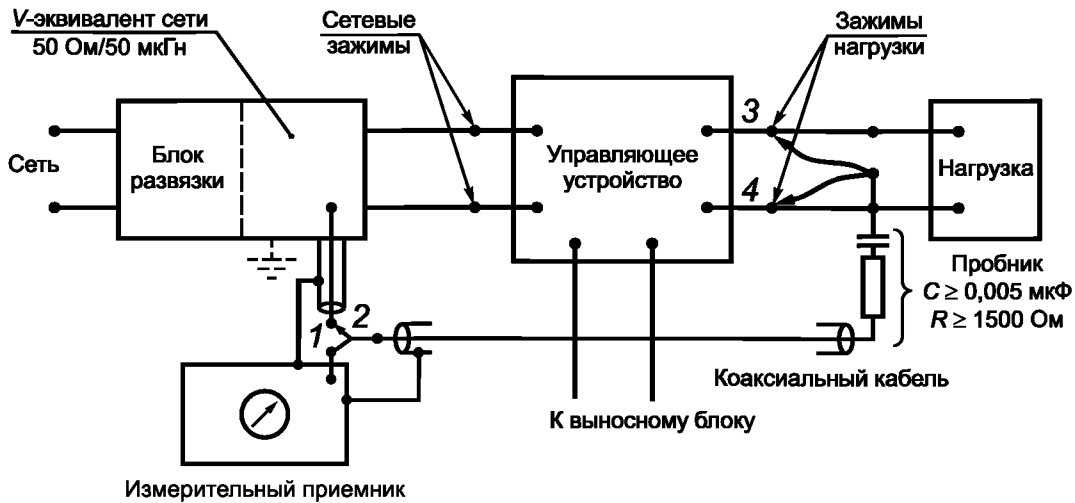 V-эквивалент сети
50 Ом/50 мкГн
Сетевые
зажимы
Зажимы
нагрузки
Сеть
Блок
развязки
Управляющее
устройство
3
4
Нагрузка
Пробник
C ≥ 0,005 мкФ
R ≥ 1500 Ом
1
2
Коаксиальный кабель
К выносному блоку
Измерительный приемник